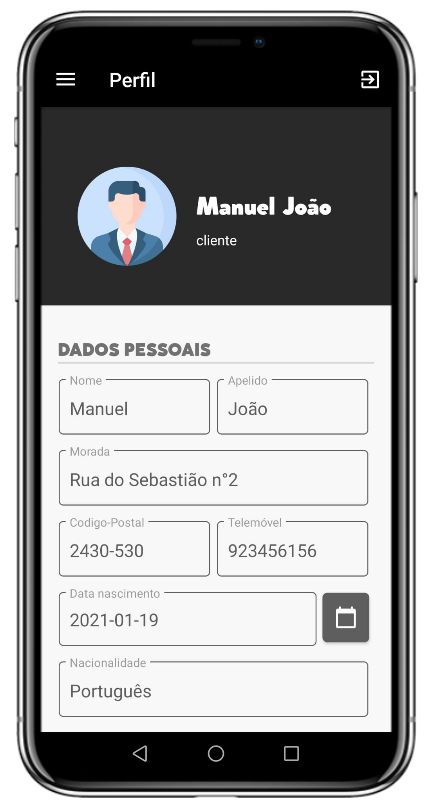 Perfil
Manuel João
cliente
DADOS PESSOAIS
Nome Apelido
Manuel João
Morada
Rua do Sebastião n°2
Codigo-Postal Telemóvel
2430-530 923456156
Data nascimento
2021-01-19
Nacionalidade
Português